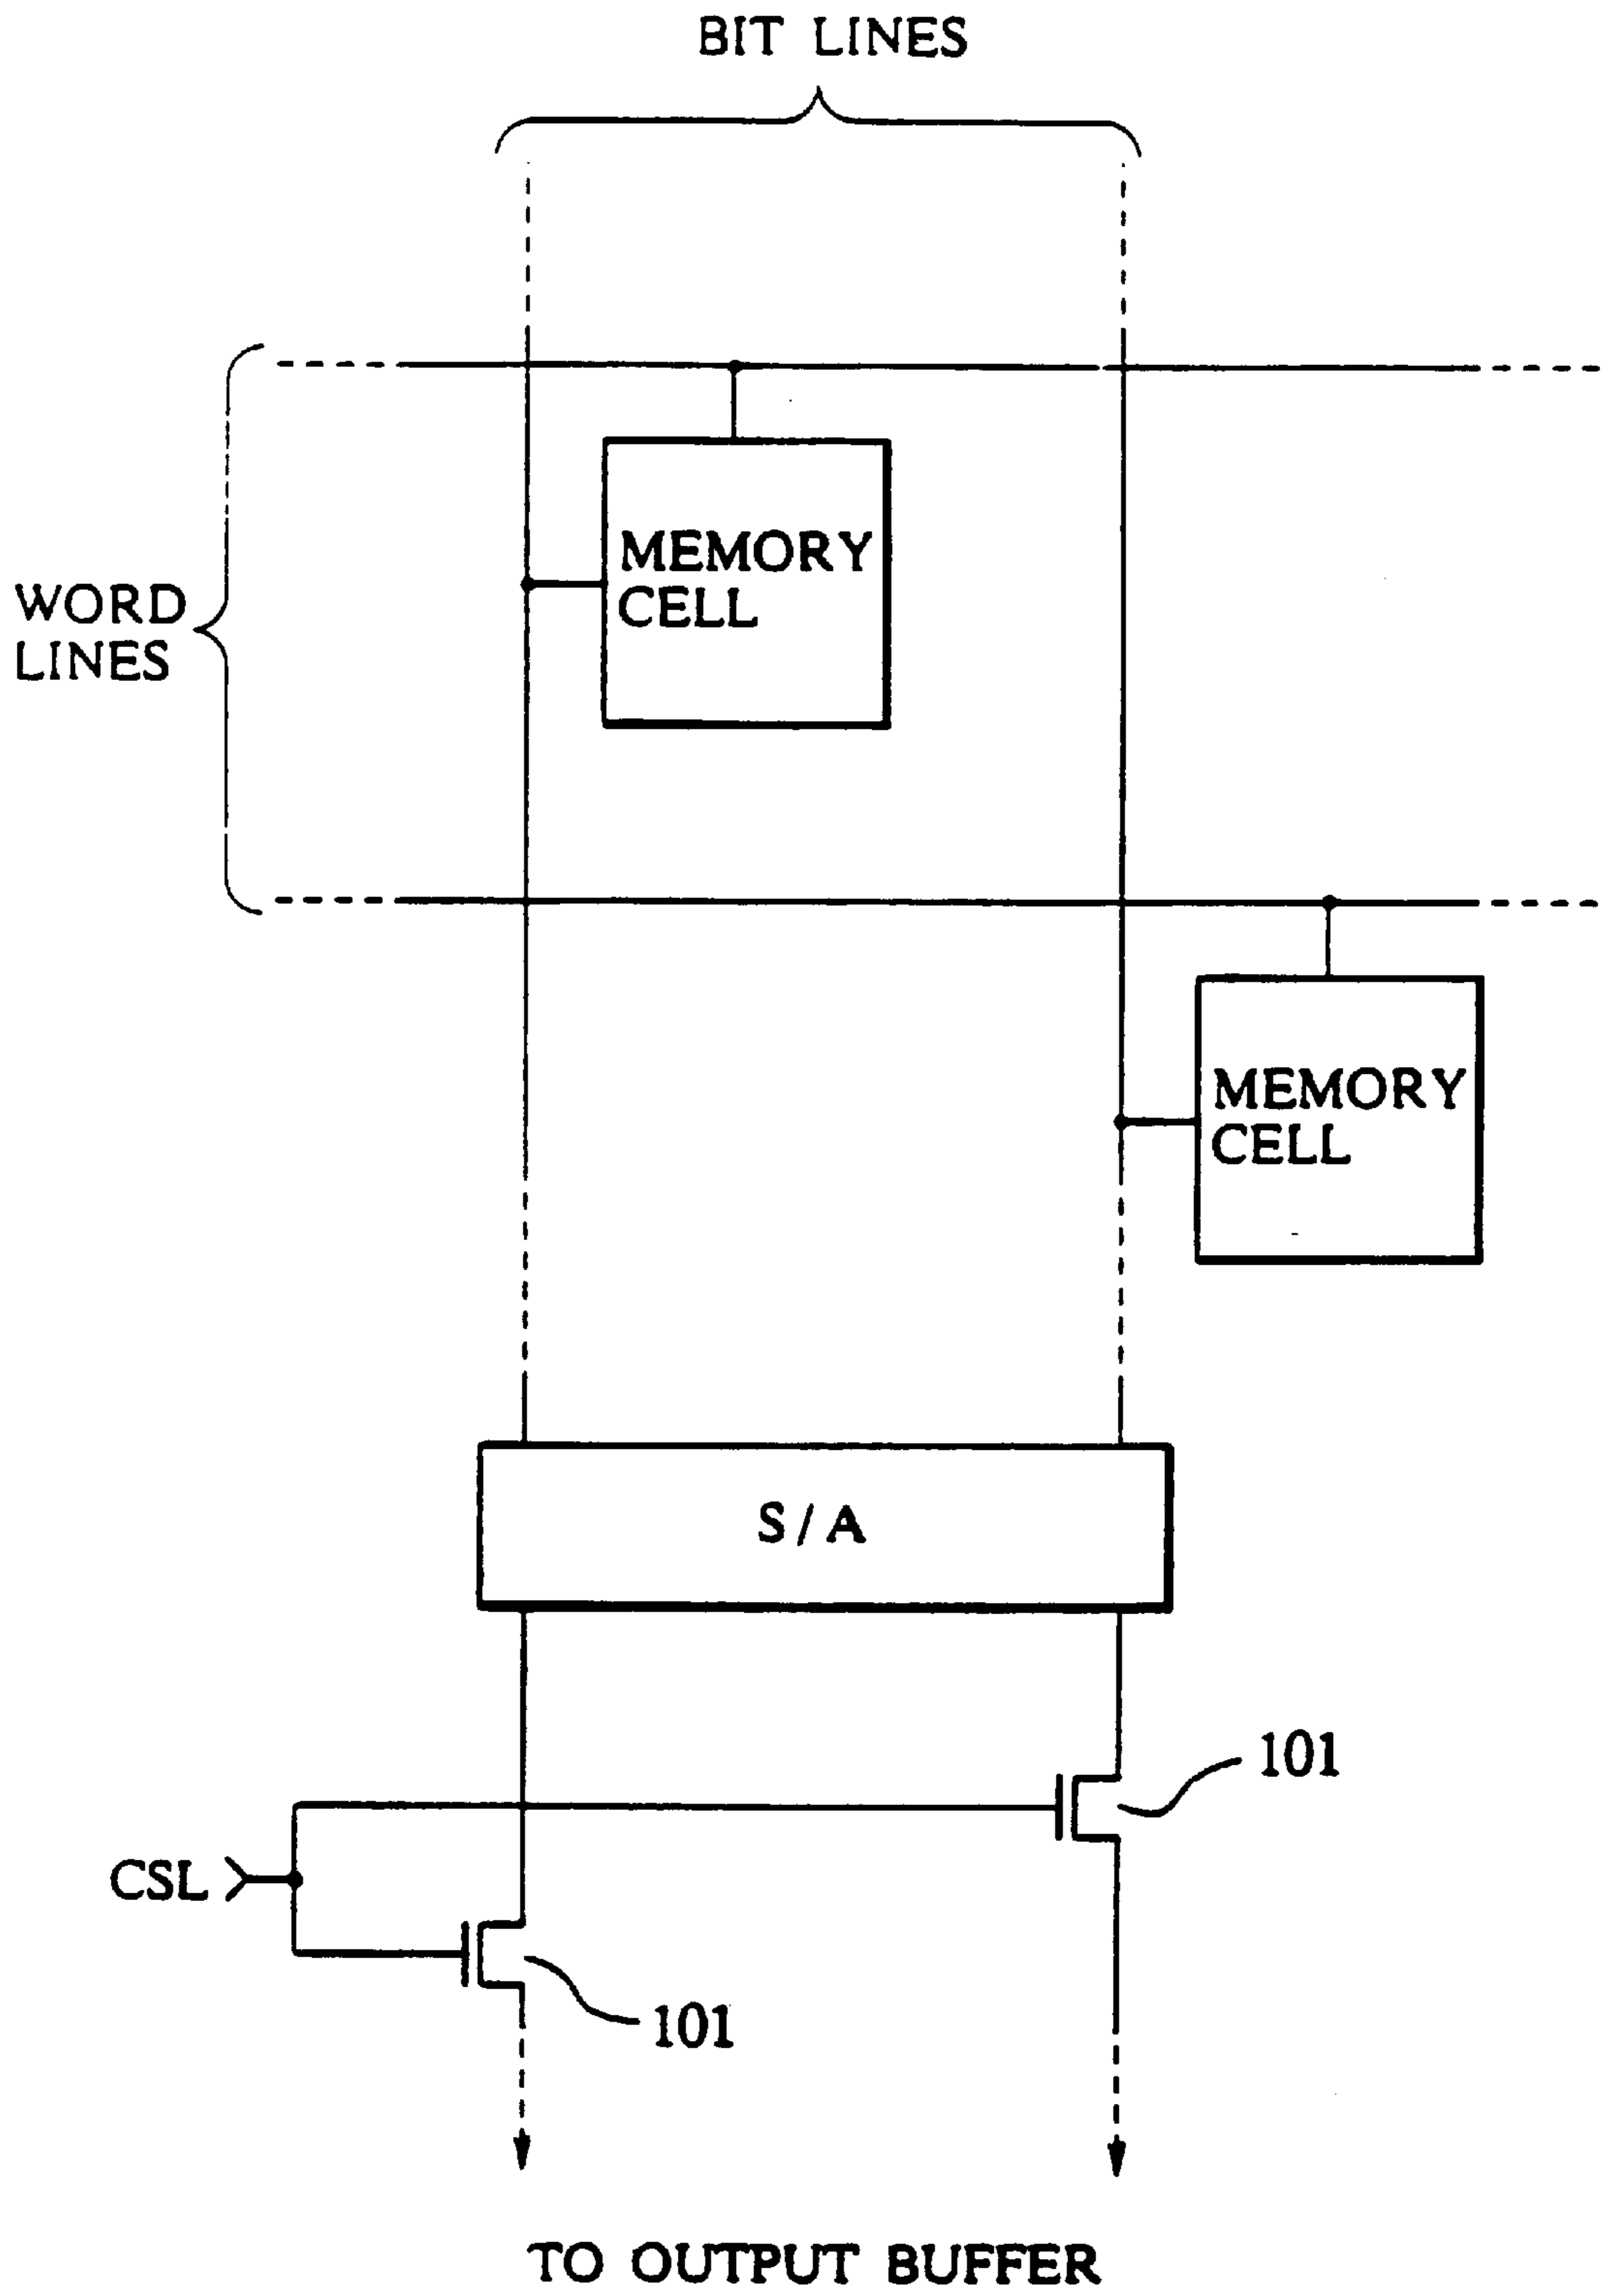 BIT LINES
WORD
LINES
MEMORY
CELL
MEMORY
CELL
S/A
101
CSL
101
TO OUTPUT BUFFER